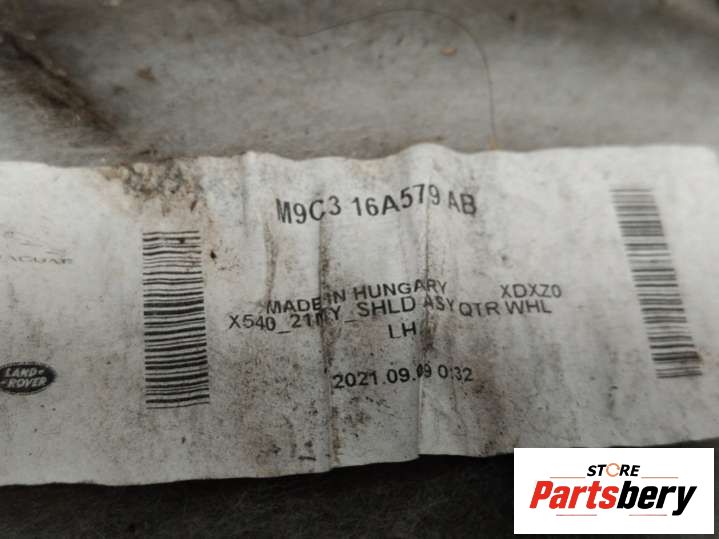 M9C3 16A579 AB
JAGUAR
MADE IN HUNGARY XDXZ0
X540_21MY_SHLD ASY QTR WHL
LH
LAND-
-ROVER
2021.09.09 0:32
STORE
Partsbery